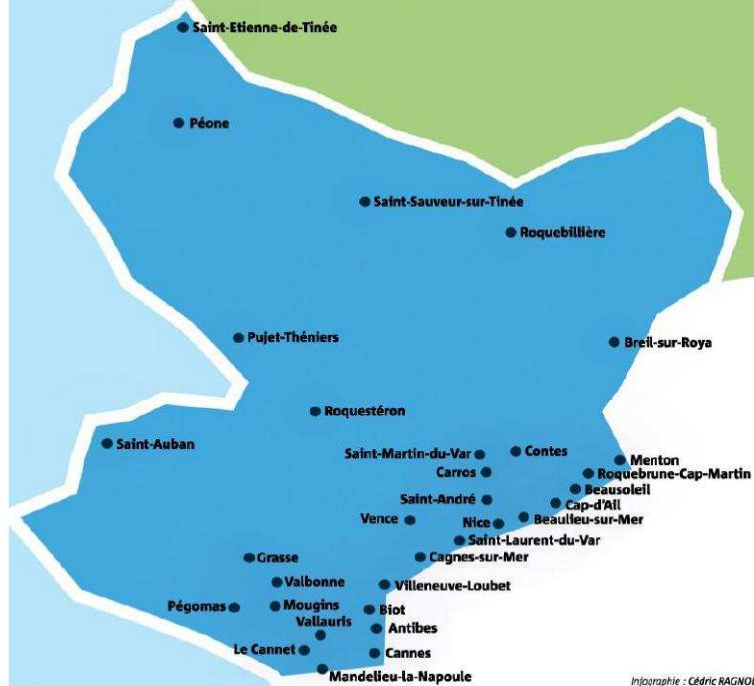 Saint-Etienne-de-Tinée
Péone
Saint-Sauveur-sur-Tinée
Roquebillière
Pujet-Théniers
Breil-sur-Roya
Roquestéron
Saint-Auban
Contes
Saint-Martin-du-Var
Menton
Carros
Roquebrune-Cap-Martin
Beausoleil
Saint-André
Cap-d'Ail
Vence
Nice
Beaulieu-sur-Mer
Saint-Laurent-du-Var
Grasse
Cagnes-sur-Mer
Valbonne
Villeneuve-Loubet
Pégomas
Mougins
Biot
Vallauris
Antibes
Le Cannet
Cannes
Mandelieu-la-Napoule
Infographie : Cédric RAGNOU